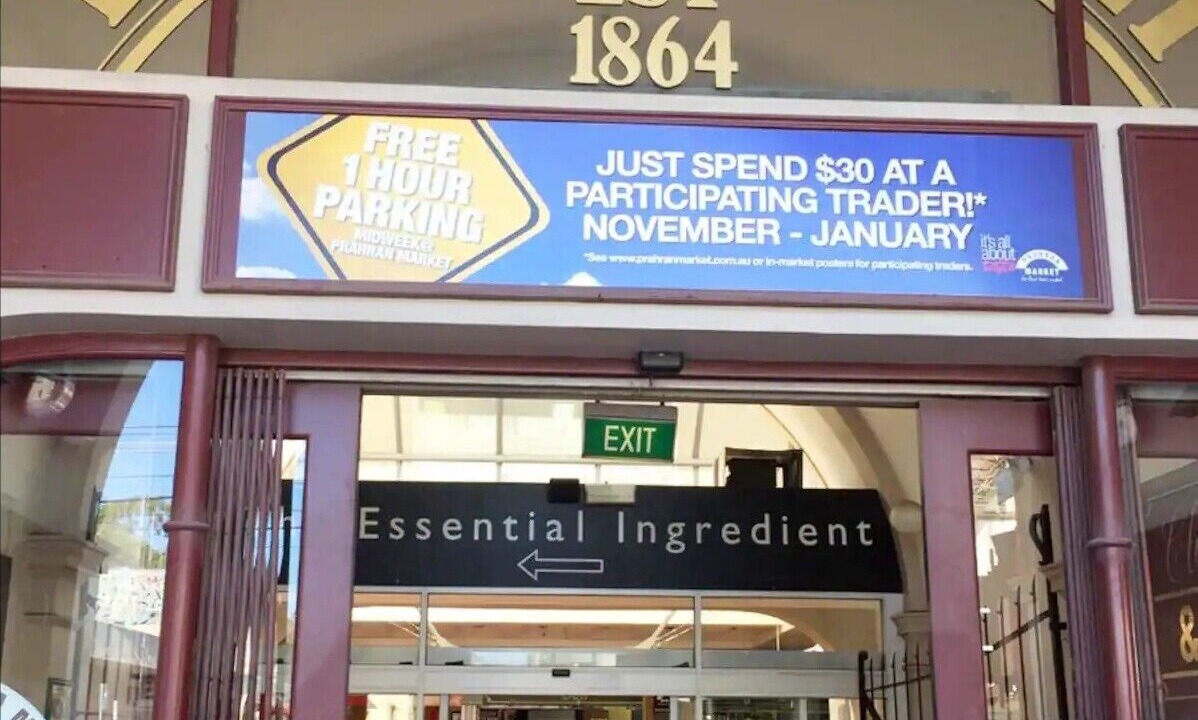 1864
FREE
1 HOUR
PARKING
MIDWEEK@
PRAHRAN MARKET
JUST SPEND $30 AT A
PARTICIPATING TRADER!*
NOVEMBER - JANUARY
*See www.prahranmarket.com.au or in-market posters for participating traders.
it's all
about
PRAHRAN
MARKET
EXIT
Essential Ingredient
&